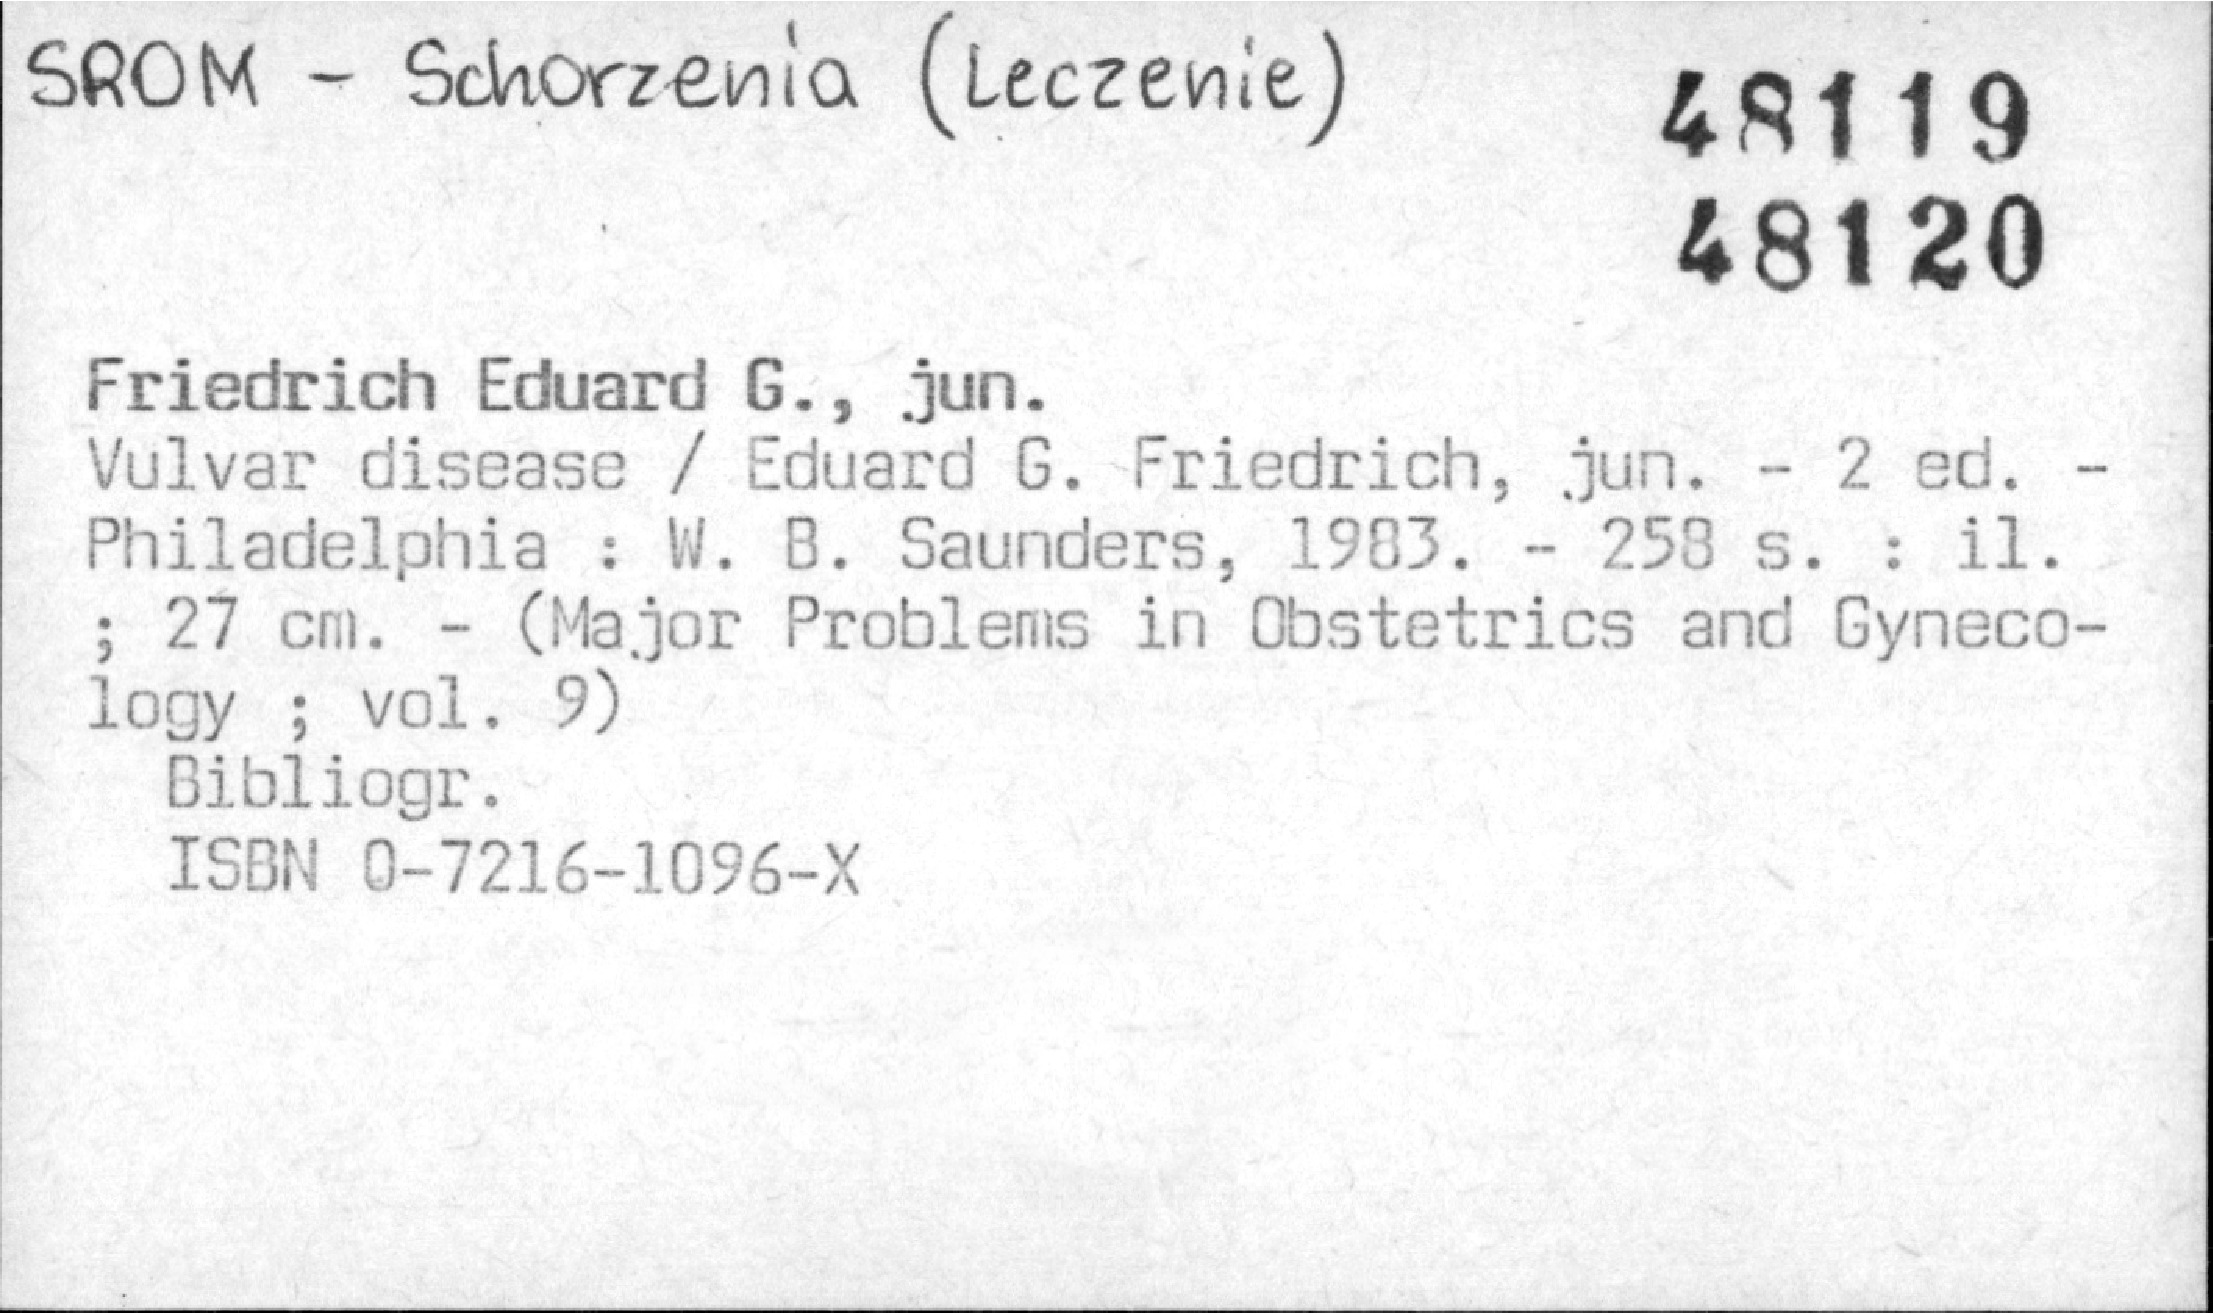 SROM - Schorzenia (Leczenie)
48119
48120
Friedrich Eduard G., jun.
Vulvar disease / Eduard G. Friedrich, jun. - 2 ed. -
Philadelphia : W. B. Saunders, 1983. - 258 s. : il.
; 27 cm. - (Major Problems in Obstetrics and Gyneco-
logy ; vol. 9)
Bibliogr.
ISBN 0-7216-1096-X